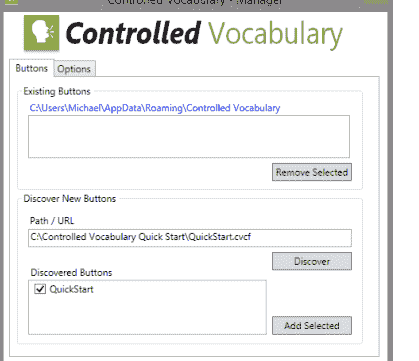 Controlled Vocabulary - Manager
Controlled Vocabulary
Buttons Options
Existing Buttons
C:\Users\Michael\AppData\Roaming\Controlled Vocabulary
Remove Selected
Discover New Buttons
Path / URL
C:\Controlled Vocabulary Quick Start\QuickStart.cvcf
Discover
Discovered Buttons
QuickStart
Add Selected